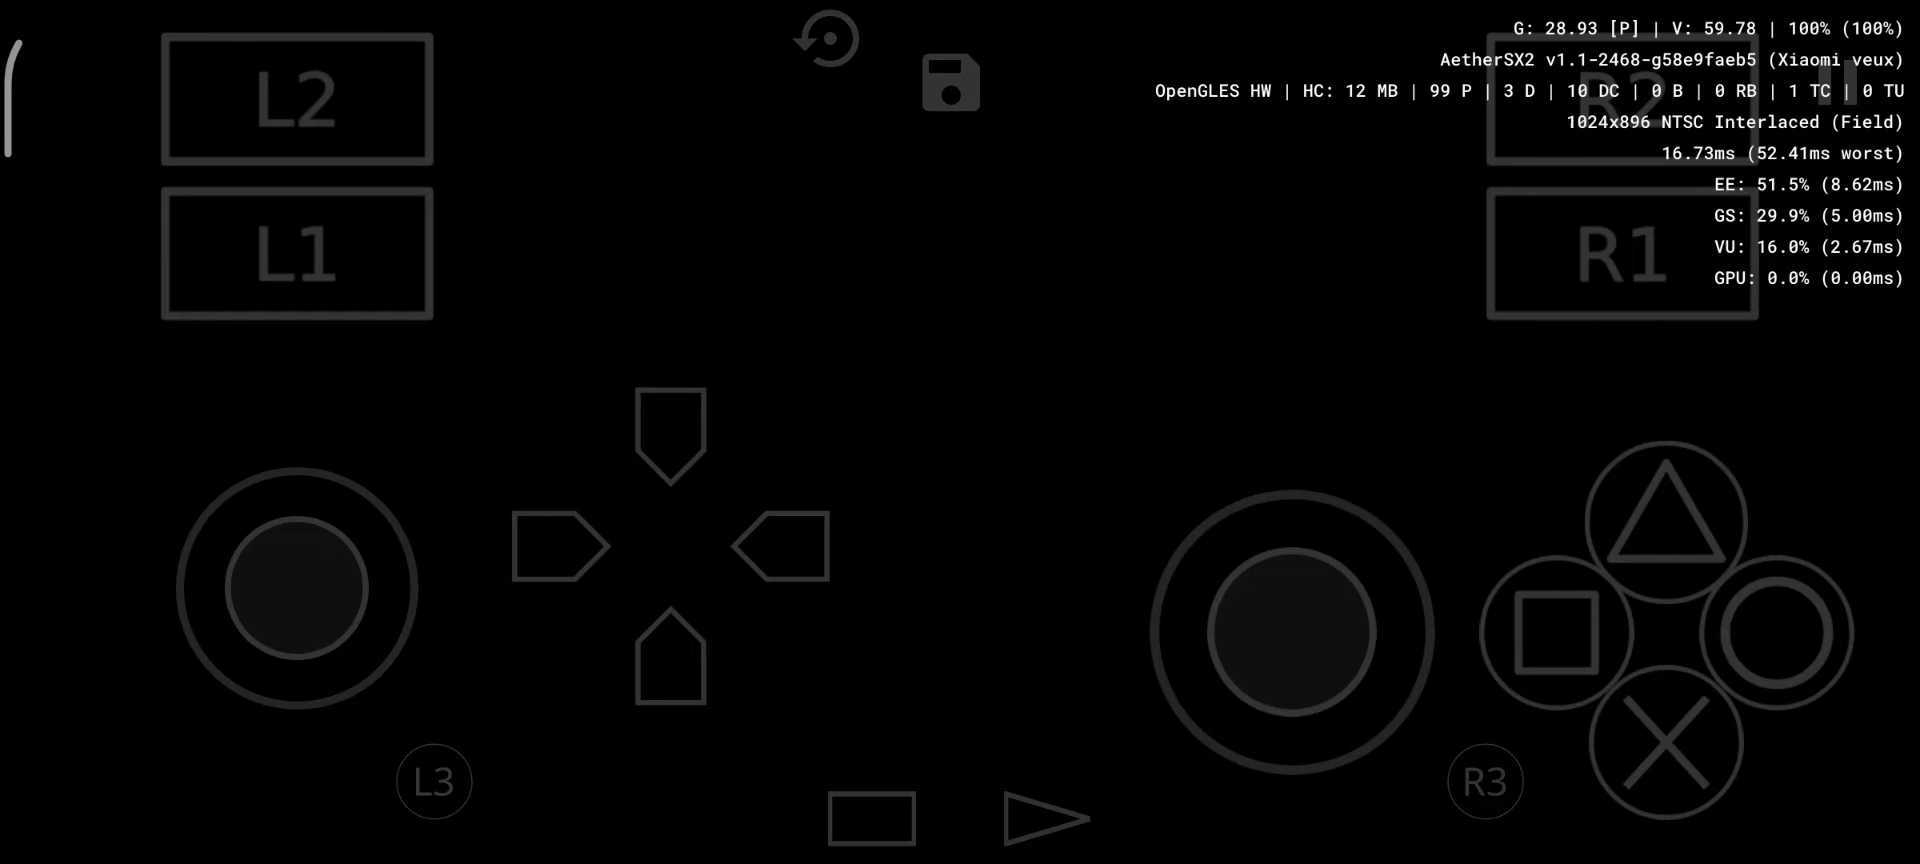 G: 28.93 [P] | V: 59.78 | 100% (100%)
AetherSX2 v1.1-2468-g58e9faeb5 (Xiaomi veux)
OpenGLES HW | HC: 12 MB | 99 P | 3 D | 10 DC | 0 B | 0 RB | 1 TC | 0 TU
1024x896 NTSC Interlaced (Field)
16.73ms (52.41ms worst)
EE: 51.5% (8.62ms)
GS: 29.9% (5.00ms)
VU: 16.0% (2.67ms)
GPU: 0.0% (0.00ms)
L2
R2
L1
R1
L3
R3